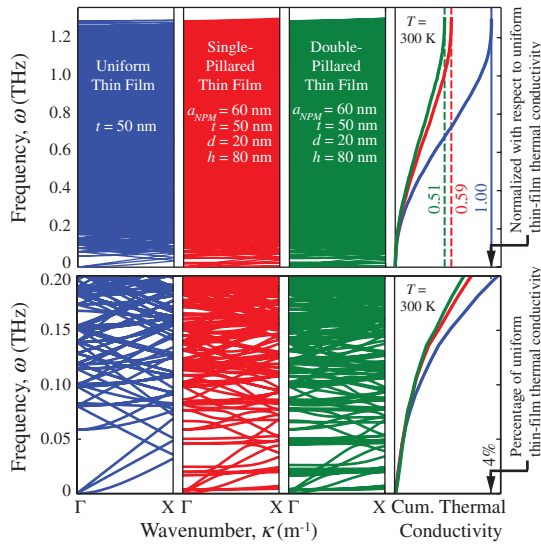 Frequency, ω (THz)
1.2
1.0
0.8
0.6
0.4
0.2
0
Uniform
Thin Film
t = 50 nm
Single-
Pillared
Thin Film
a_NPM = 60 nm
t = 50 nm
d = 20 nm
h = 80 nm
Double-
Pillared
Thin Film
a_NPM = 60 nm
t = 50 nm
d = 20 nm
h = 80 nm
T =
300 K
0.51
0.59
1.00
Normalized with respect to uniform
thin-film thermal conductivity
Frequency, ω (THz)
0.20
0.15
0.10
0.05
0
T =
300 K
4%
Percentage of uniform
thin-film thermal conductivity
Γ X Γ X Γ X
Wavenumber, κ (m⁻¹)
Cum. Thermal
Conductivity